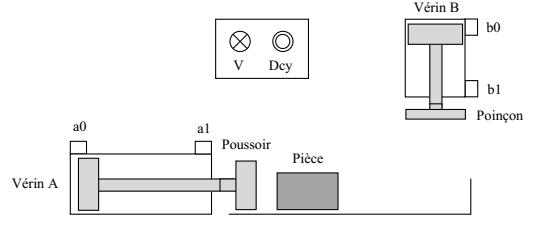 Vérin B
b0
V Dcy
b1
Poinçon
a0 a1
Poussoir
Pièce
Vérin A